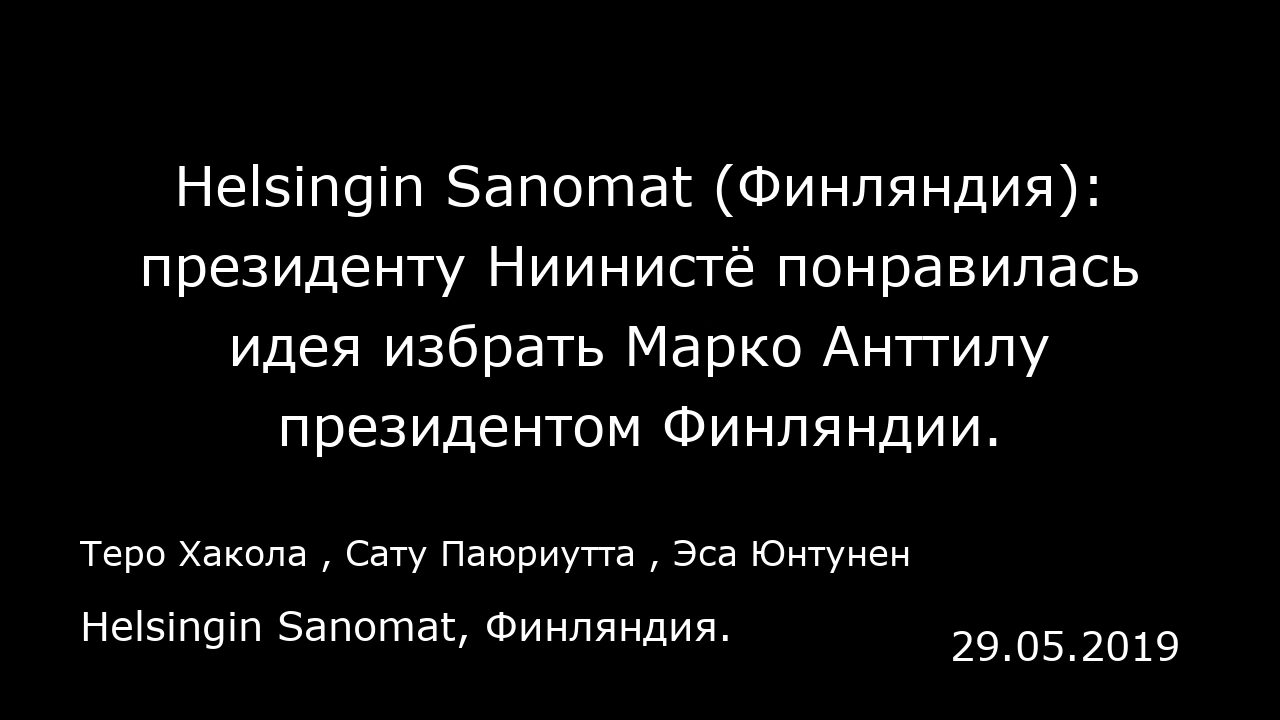 Helsingin Sanomat (Финляндия):
президенту Ниинистё понравилась
идея избрать Марко Анттилу
президентом Финляндии.
Теро Хакола , Сату Паюриутта , Эса Юнтунен
Helsingin Sanomat, Финляндия.
29.05.2019